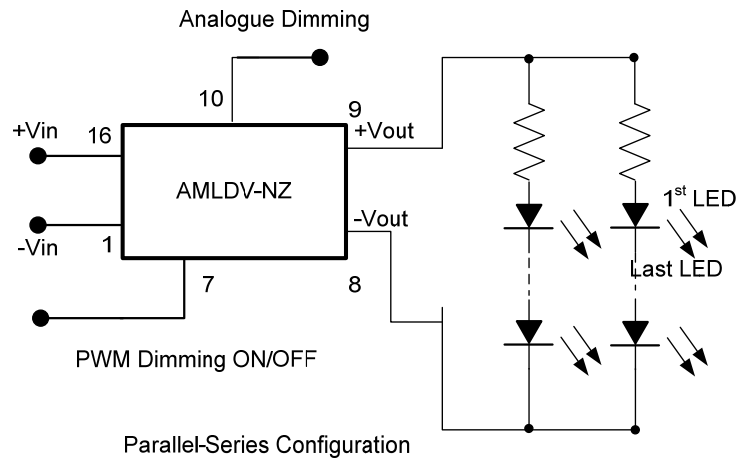 Analogue Dimming
10
9
+Vin
16
+Vout
AMLDV-NZ
1st LED
-Vout
-Vin
1
Last LED
7
8
PWM Dimming ON/OFF
Parallel-Series Configuration